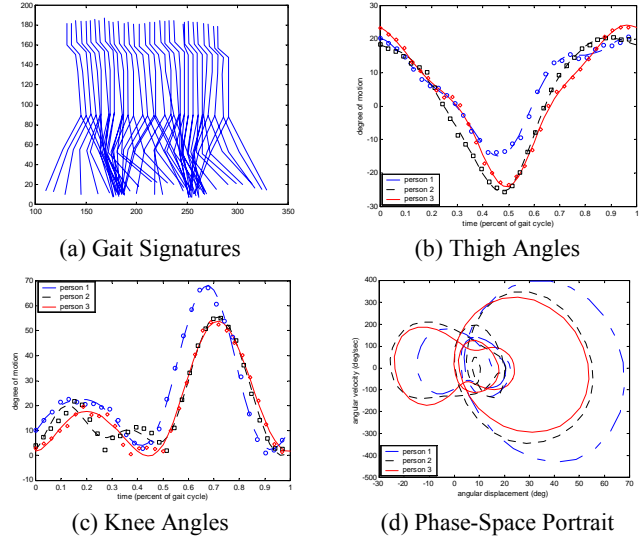 200
180
160
140
120
100
80
60
40
20
0
100 150 200 250 300 350
(a) Gait Signatures
degree of motion
30
20
10
0
-10
-20
-30
person 1
person 2
person 3
0 0.1 0.2 0.3 0.4 0.5 0.6 0.7 0.8 0.9 1
time (percent of gait cycle)
(b) Thigh Angles
degree of motion
70
60
50
40
30
20
10
0
-10
person 1
person 2
person 3
0 0.1 0.2 0.3 0.4 0.5 0.6 0.7 0.8 0.9 1
time (percent of gait cycle)
(c) Knee Angles
angular velocity (deg/sec)
400
300
200
100
0
-100
-200
-300
-400
-500
person 1
person 2
person 3
-30 -20 -10 0 10 20 30 40 50 60 70
angular displacement (deg)
(d) Phase-Space Portrait